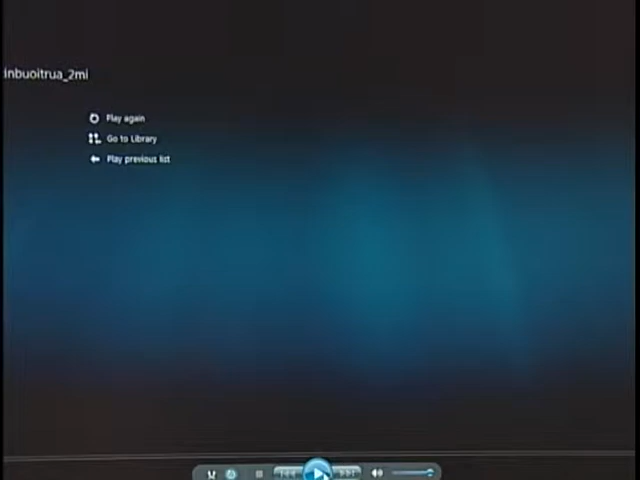 inbuoitrua_2mi
Play again
Go to Library
Play previous list